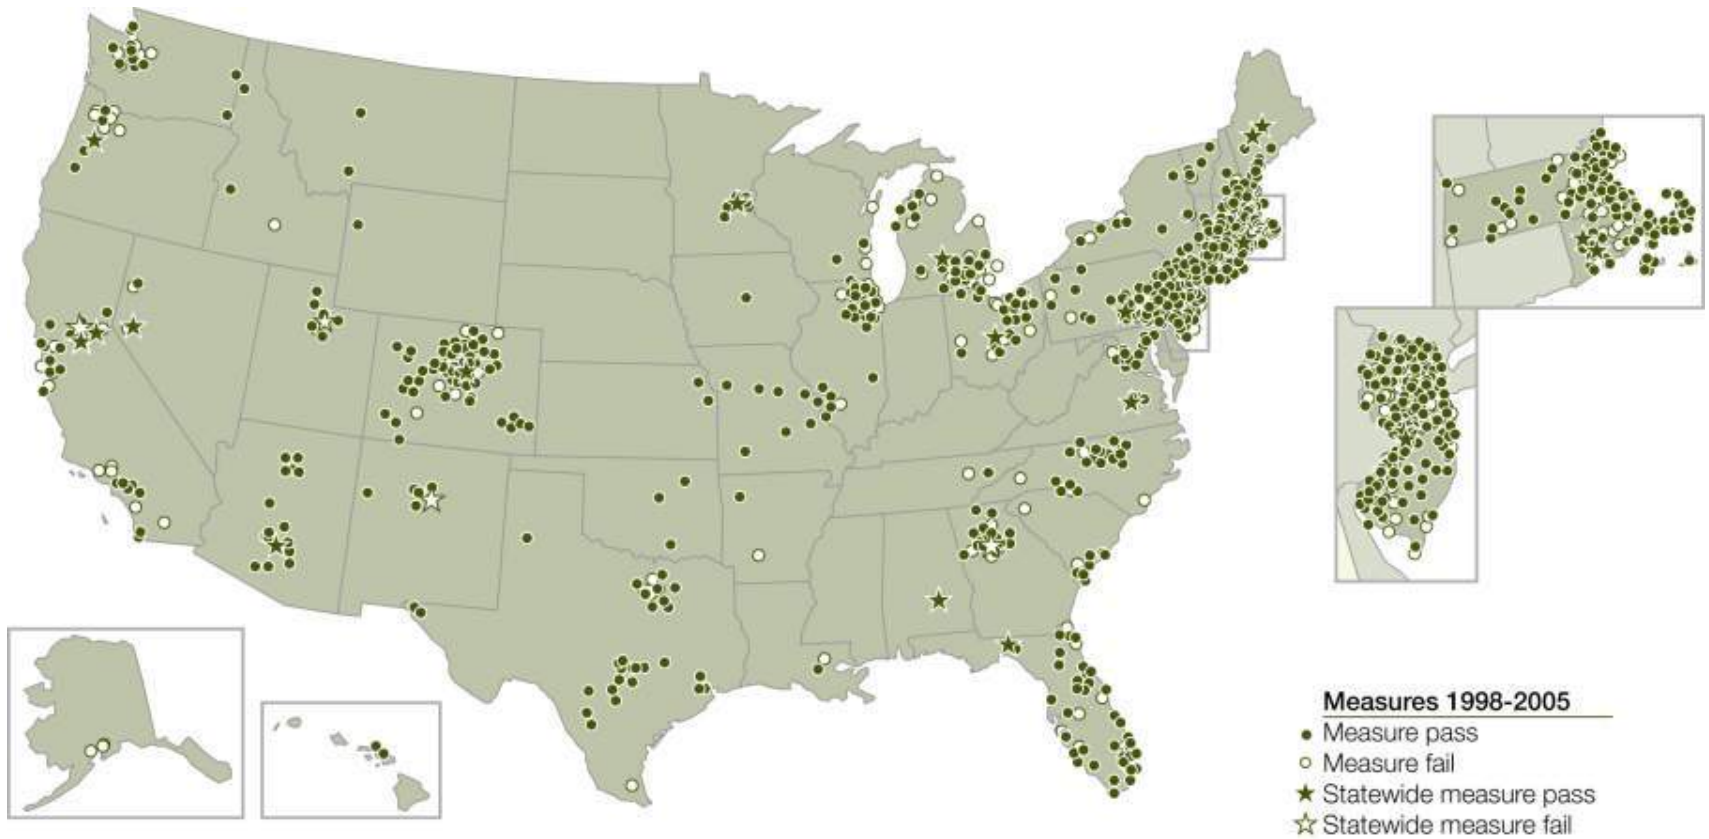 Measures 1998-2005
Measure pass
Measure fail
Statewide measure pass
Statewide measure fail